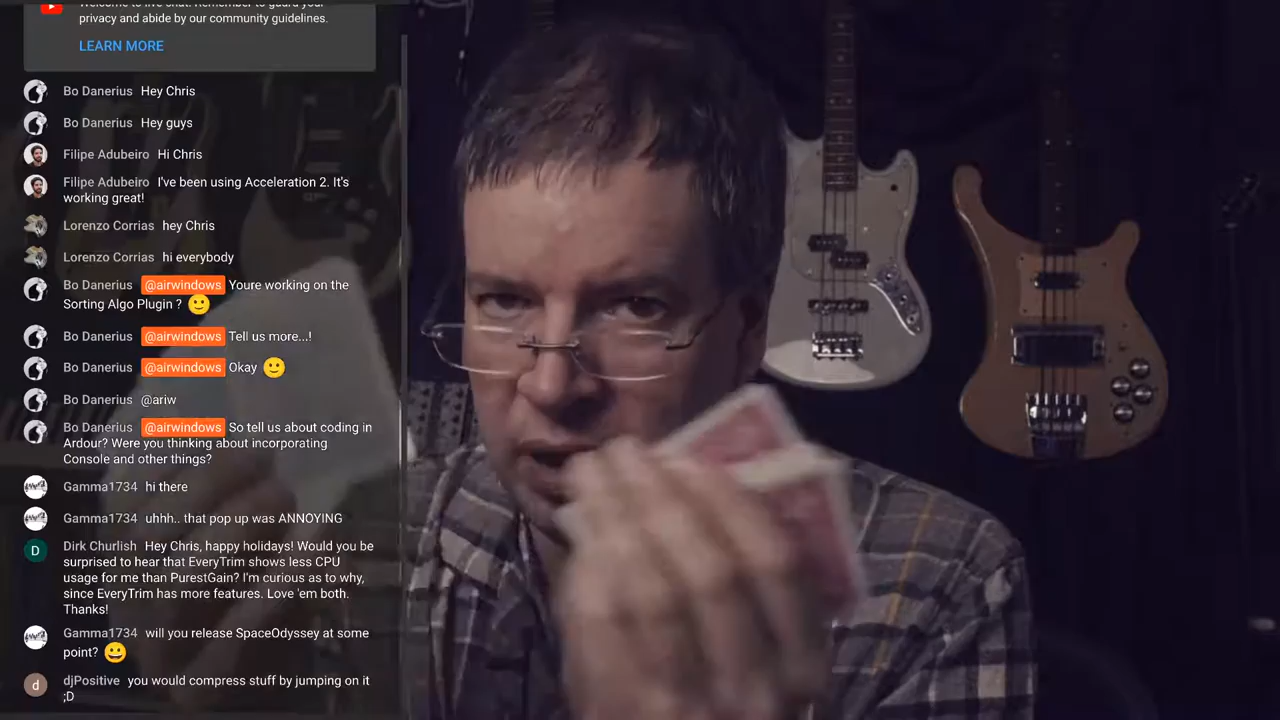 Welcome to live chat! Remember to guard your
privacy and abide by our community guidelines.
LEARN MORE
Bo Danerius Hey Chris
Bo Danerius Hey guys
Filipe Adubeiro Hi Chris
Filipe Adubeiro I've been using Acceleration 2. It's
working great!
Lorenzo Corrias hey Chris
Lorenzo Corrias hi everybody
Bo Danerius @airwindows Youre working on the
Sorting Algo Plugin ? 🙂
Bo Danerius @airwindows Tell us more...!
Bo Danerius @airwindows Okay 🙂
Bo Danerius @ariw
Bo Danerius @airwindows So tell us about coding in
Ardour? Were you thinking about incorporating
Console and other things?
Gamma1734 hi there
Gamma1734 uhhh.. that pop up was ANNOYING
D Dirk Churlish Hey Chris, happy holidays! Would you be
surprised to hear that EveryTrim shows less CPU
usage for me than PurestGain? I'm curious as to why,
since EveryTrim has more features. Love 'em both.
Thanks!
Gamma1734 will you release SpaceOdyssey at some
point? 😀
d djPositive you would compress stuff by jumping on it
;D